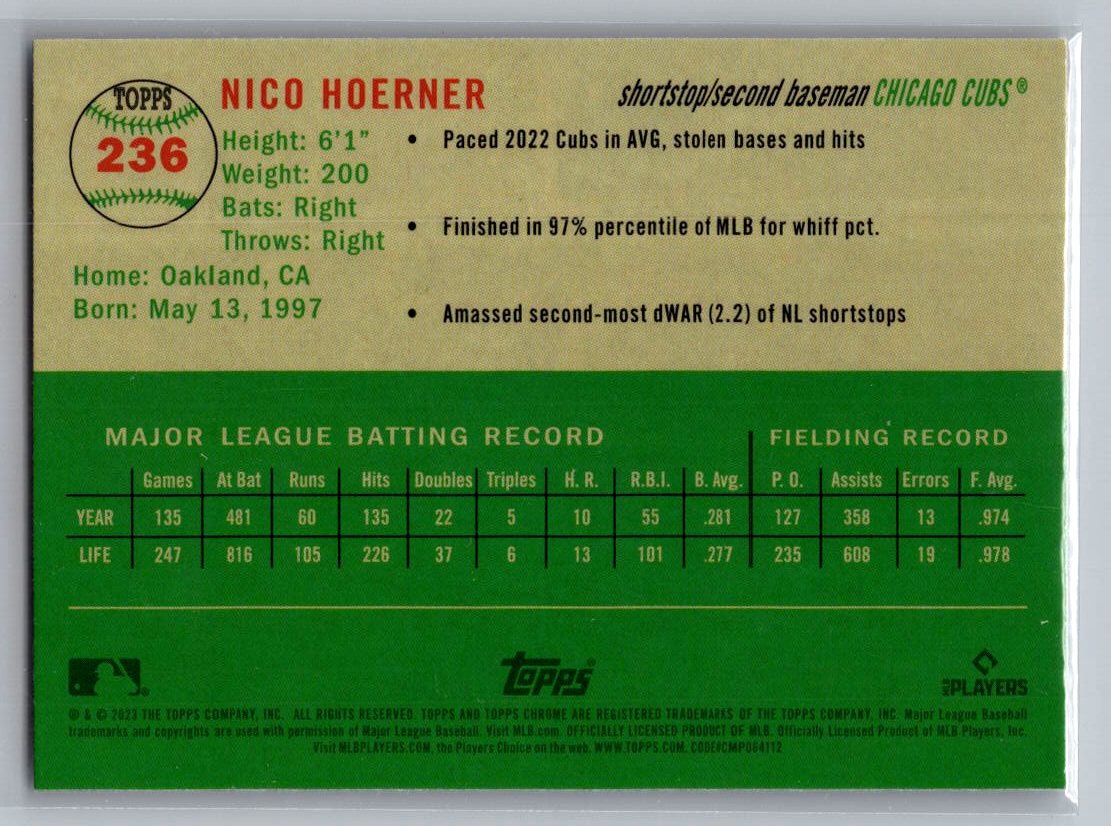 TOPPS
236
NICO HOERNER
shortstop/second baseman CHICAGO CUBS®
Height: 6'1"
Weight: 200
Bats: Right
Throws: Right
Home: Oakland, CA
Born: May 13, 1997
• Paced 2022 Cubs in AVG, stolen bases and hits
• Finished in 97% percentile of MLB for whiff pct.
• Amassed second-most dWAR (2.2) of NL shortstops
MAJOR LEAGUE BATTING RECORD FIELDING RECORD
Games At Bat Runs Hits Doubles Triples H. R. R.B.I. B. Avg. P. O. Assists Errors F. Avg.
YEAR 135 481 60 135 22 5 10 55 .281 127 358 13 .974
LIFE 247 816 105 226 37 6 13 101 .277 235 608 19 .978
topps®
MLB PLAYERS
® & © 2023 THE TOPPS COMPANY, INC. ALL RIGHTS RESERVED. TOPPS AND TOPPS CHROME ARE REGISTERED TRADEMARKS OF THE TOPPS COMPANY, INC. Major League Baseball
trademarks and copyrights are used with permission of Major League Baseball. Visit MLB.com. OFFICIALLY LICENSED PRODUCT OF MLB. Officially Licensed Product of MLB Players, Inc.
Visit MLBPLAYERS.COM, the Players Choice on the web. WWW.TOPPS.COM. CODE#CMP084112